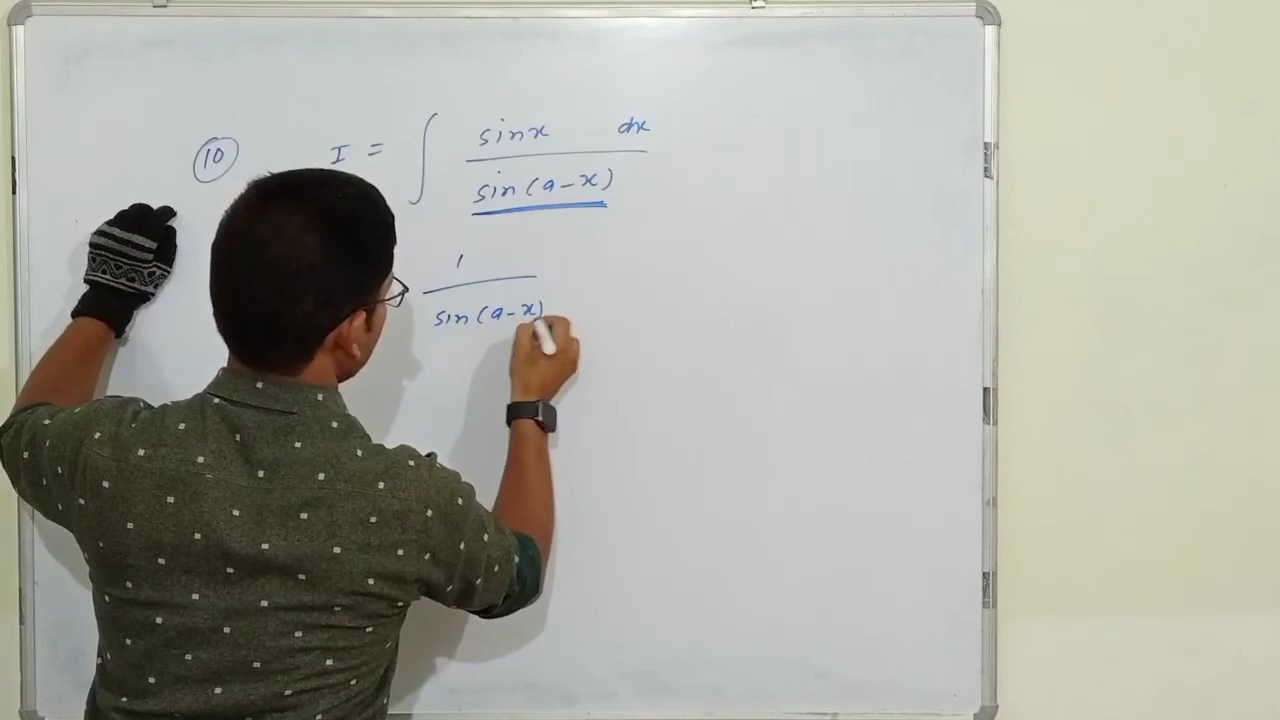 10 I = ∫ sinx dx / sin(a-x)
1 / sin(a-x)